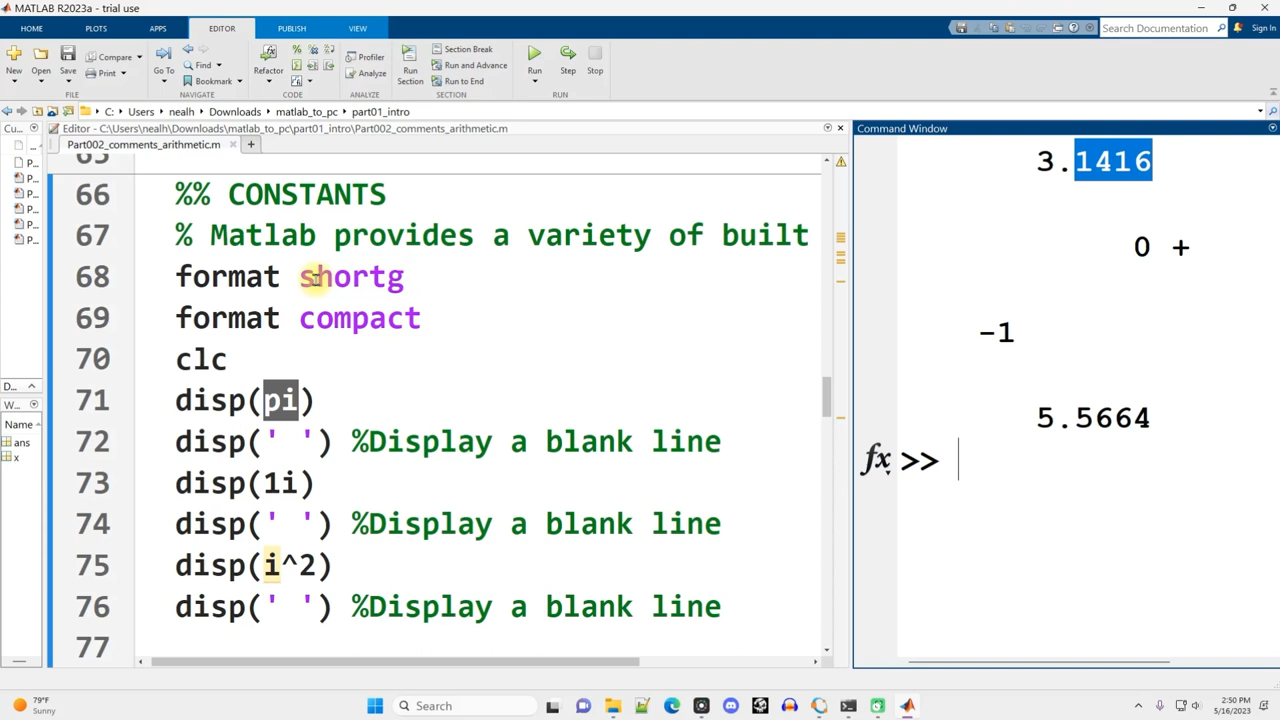 MATLAB R2023a - trial use
HOME PLOTS APPS EDITOR PUBLISH VIEW Search Documentation Sign In
New Open Save Compare Print Go To Find Bookmark Refactor Profiler Analyze Run Section Section Break Run and Advance Run to End Run Step Stop
FILE NAVIGATE CODE ANALYZE SECTION RUN
C: Users nealh Downloads matlab_to_pc part01_intro
Cu... Editor - C:\Users\nealh\Downloads\matlab_to_pc\part01_intro\Part002_comments_arithmetic.m
Command Window
Part002_comments_arithmetic.m
...
P...
P...
P...
P...
P...
P...
D...
W...
Name
ans
x
65
66 %% CONSTANTS
67 % Matlab provides a variety of built
68 format shortg
69 format compact
70 clc
71 disp(pi)
72 disp(' ') %Display a blank line
73 disp(1i)
74 disp(' ') %Display a blank line
75 disp(i^2)
76 disp(' ') %Display a blank line
77
3.1416
0 +
-1
5.5664
fx >>
79°F
Sunny
Search
2:50 PM
5/16/2023